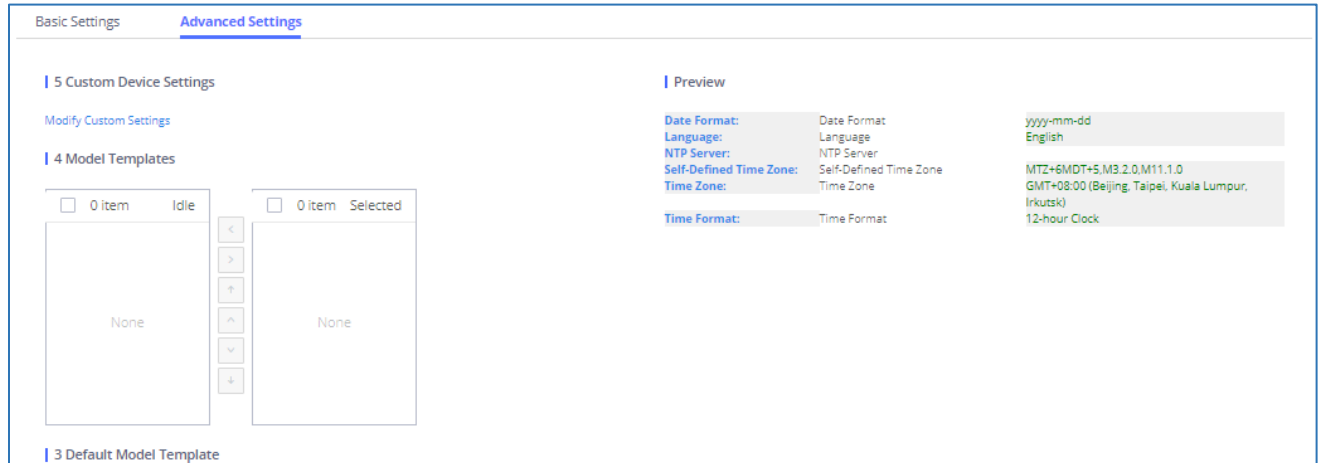 Basic Settings Advanced Settings
5 Custom Device Settings
Modify Custom Settings
4 Model Templates
0 item Idle
0 item Selected
None
None
3 Default Model Template
Preview
Date Format: Date Format yyyy-mm-dd
Language: Language English
NTP Server: NTP Server
Self-Defined Time Zone: Self-Defined Time Zone MTZ+6MDT+5,M3.2.0,M11.1.0
Time Zone: Time Zone GMT+08:00 (Beijing, Taipei, Kuala Lumpur,
Irkutsk)
Time Format: Time Format 12-hour Clock